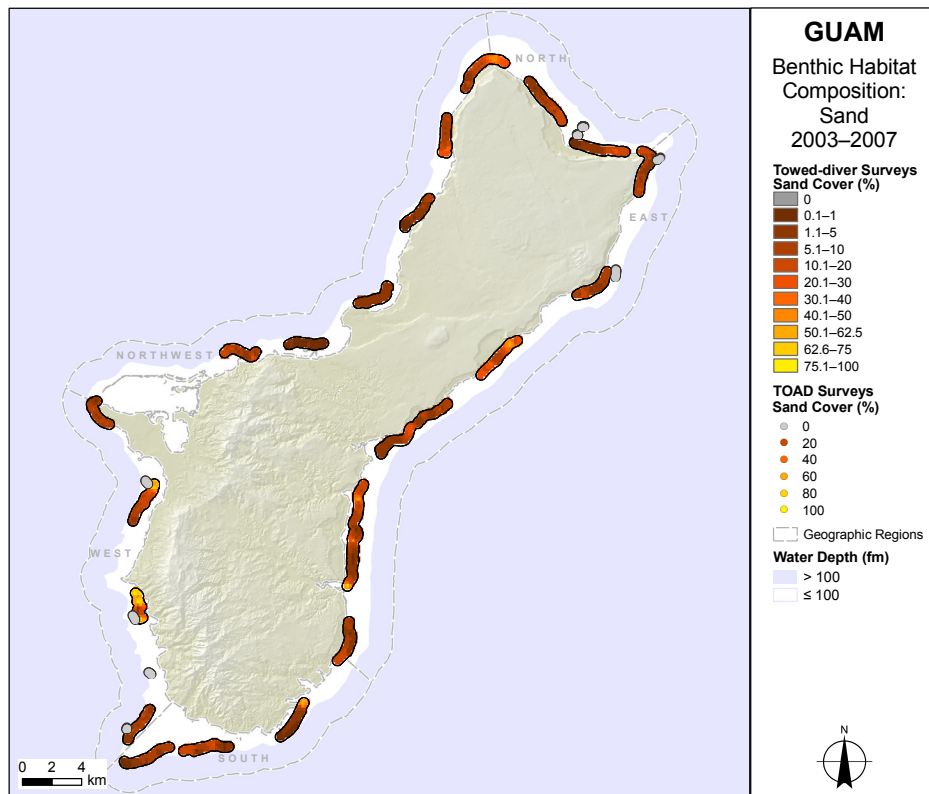 GUAM
Benthic Habitat
Composition:
Sand
2003–2007
Towed-diver Surveys
Sand Cover (%)
0
0.1–1
1.1–5
5.1–10
10.1–20
20.1–30
30.1–40
40.1–50
50.1–62.5
62.6–75
75.1–100
TOAD Surveys
Sand Cover (%)
0
20
40
60
80
100
Geographic Regions
Water Depth (fm)
> 100
≤ 100
N
NORTH
EAST
NORTHWEST
WEST
SOUTH
0 2 4
km